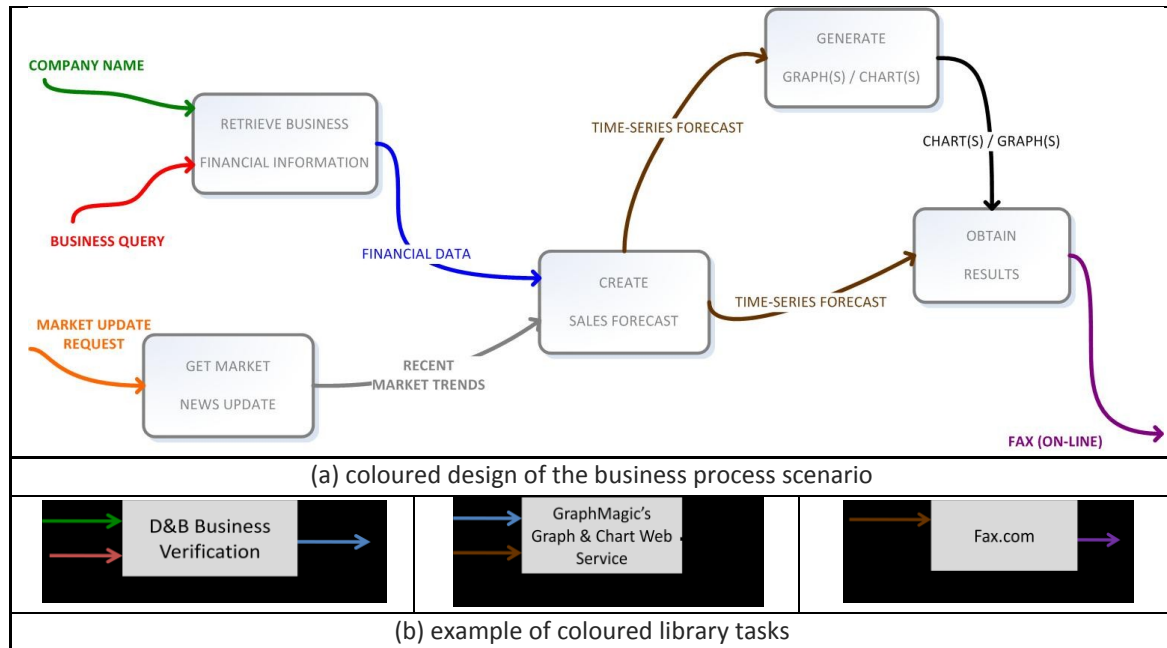 COMPANY NAME
RETRIEVE BUSINESS
FINANCIAL INFORMATION
BUSINESS QUERY
FINANCIAL DATA
MARKET UPDATE
REQUEST
GET MARKET
NEWS UPDATE
RECENT
MARKET TRENDS
CREATE
SALES FORECAST
TIME-SERIES FORECAST
GENERATE
GRAPH(S) / CHART(S)
CHART(S) / GRAPH(S)
TIME-SERIES FORECAST
OBTAIN
RESULTS
FAX (ON-LINE)
(a) coloured design of the business process scenario
D&B Business
Verification
GraphMagic's
Graph & Chart Web
Service
Fax.com
(b) example of coloured library tasks